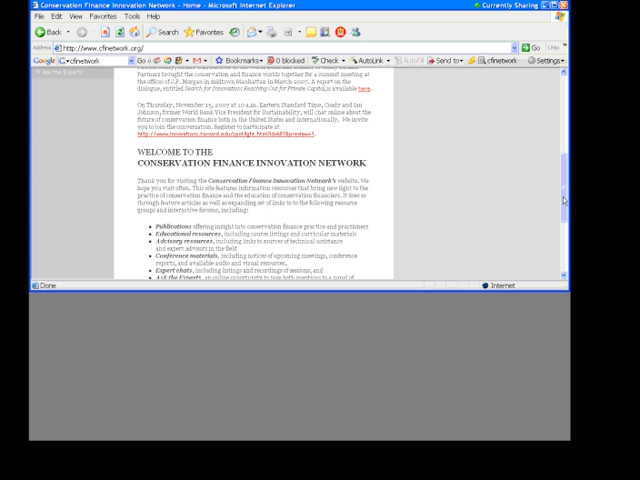 Conservation Finance Innovation Network - Home - Microsoft Internet Explorer
Currently Sharing
File Edit View Favorites Tools Help
Back Search Favorites
Address http://www.cfinetwork.org/ Go Links
Google cfinetwork Go Bookmarks 0 blocked Check AutoLink AutoFill Send to cfinetwork Settings
Ask the Experts
Partners brought the conservation and finance worlds together for a summit meeting at
the offices of J.P. Morgan in midtown Manhattan in March 2007. A report on the
dialogue, entitled Search for Innovation: Reaching Out for Private Capital, is available here.
On Thursday, November 15, 2007 at 10 a.m. Eastern Standard Time, Coady and Ian
Johnson, former World Bank Vice President for Sustainability, will chat online about the
future of conservation finance both in the United States and internationally. We invite
you to join the conversation. Register to participate at
WELCOME TO THE
CONSERVATION FINANCE INNOVATION NETWORK
Thank you for visiting the Conservation Finance Innovation Network's website. We
hope you visit often. This site features information resources that bring new light to the
practice of conservation finance and the education of conservation financiers. It does so
through feature articles as well as expanding set of links to to the following resource
groups and interactive forums, including:
Publications offering insight into conservation finance practice and practioners
Educational resources, including course listings and curricular materials
Advisory resources, including links to sources of technical assistance
and expert advisors in the field
Conference materials, including notices of upcoming meetings, conference
reports, and available audio and visual resources,
Expert chats, including listings and recordings of sessions, and
Ask the Experts, an online opportunity to pose both questions to a panel of
Done Internet